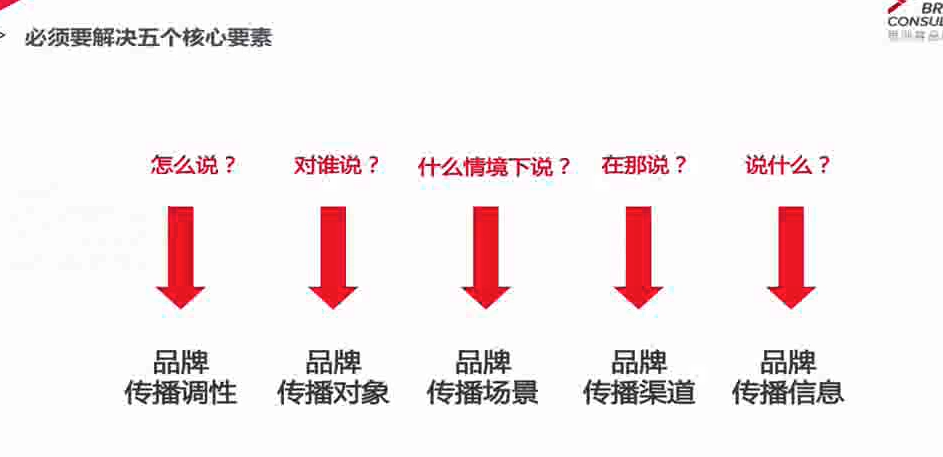 必须要解决五个核心要素
BR
CONSUL
怎么说？ 对谁说？ 什么情境下说？ 在那说？ 说什么？
品牌 品牌 品牌 品牌 品牌
传播调性 传播对象 传播场景 传播渠道 传播信息